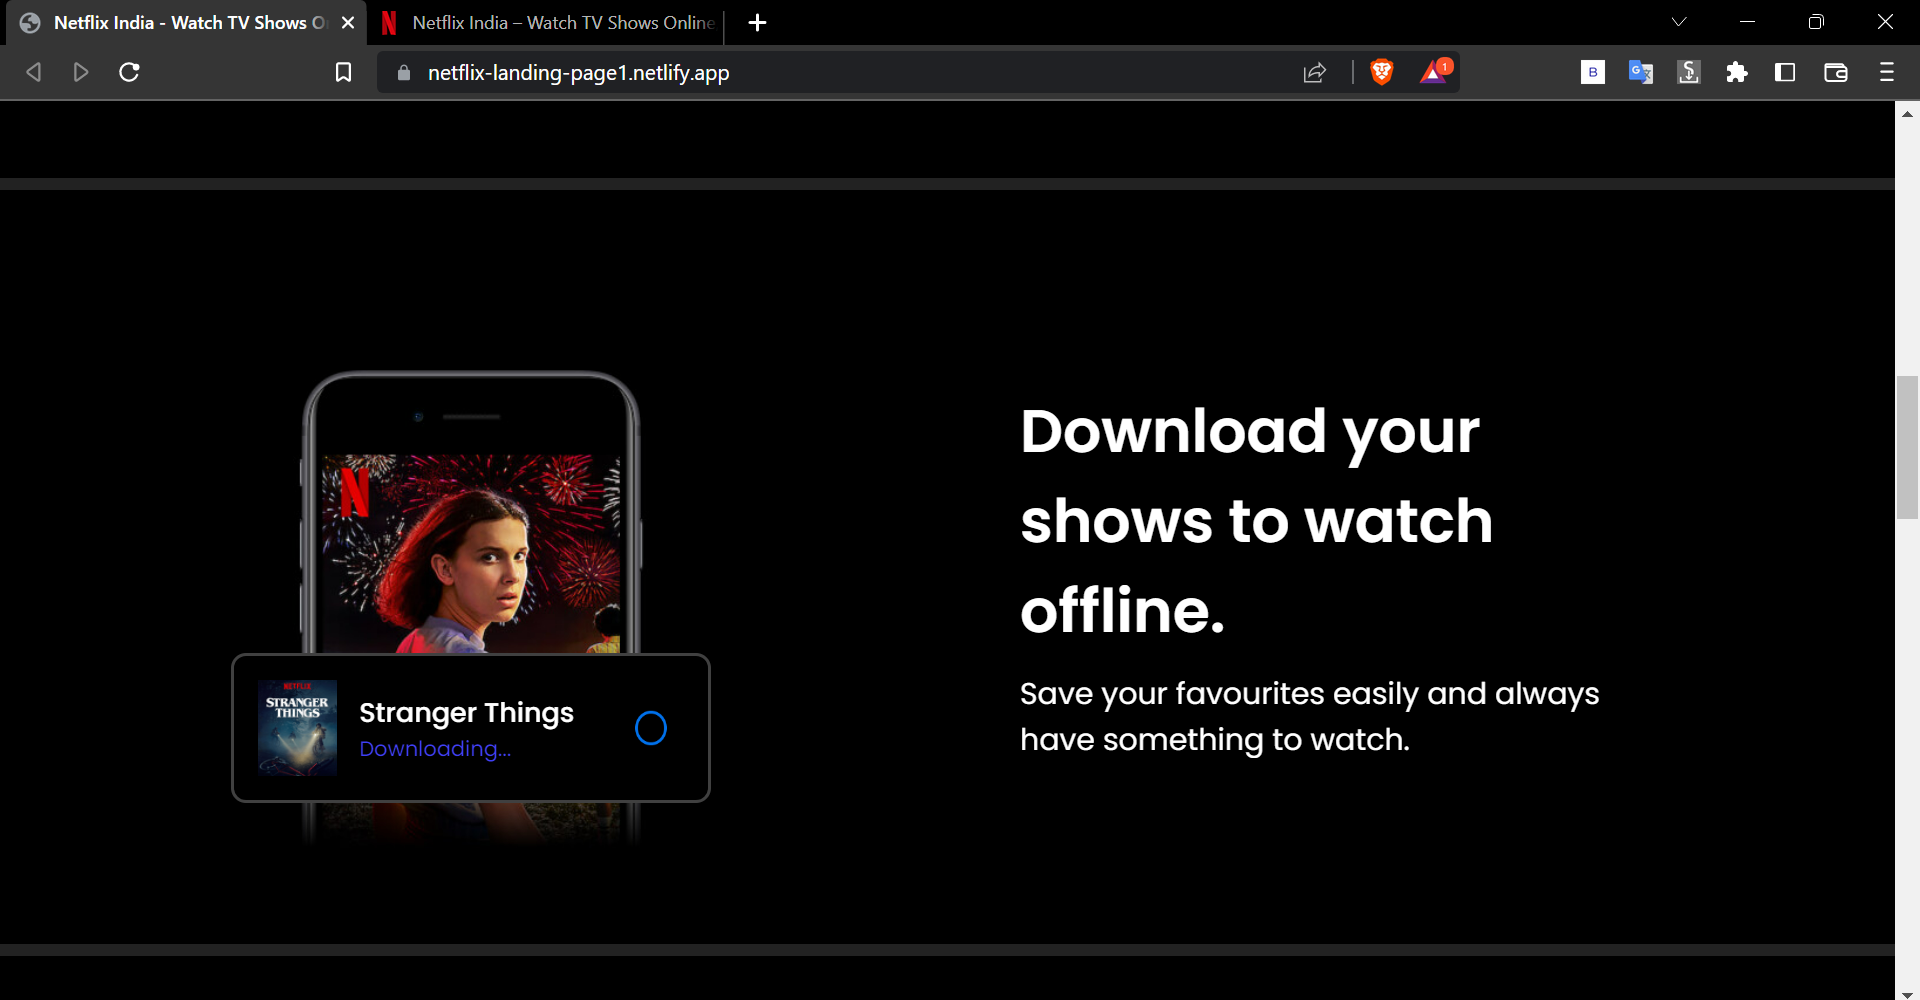 Netflix India - Watch TV Shows O
Netflix India – Watch TV Shows Online
netflix-landing-page1.netlify.app
1
B
G
Download your
shows to watch
offline.
N
NETFLIX
STRANGER
THINGS
Stranger Things
Downloading...
Save your favourites easily and always
have something to watch.